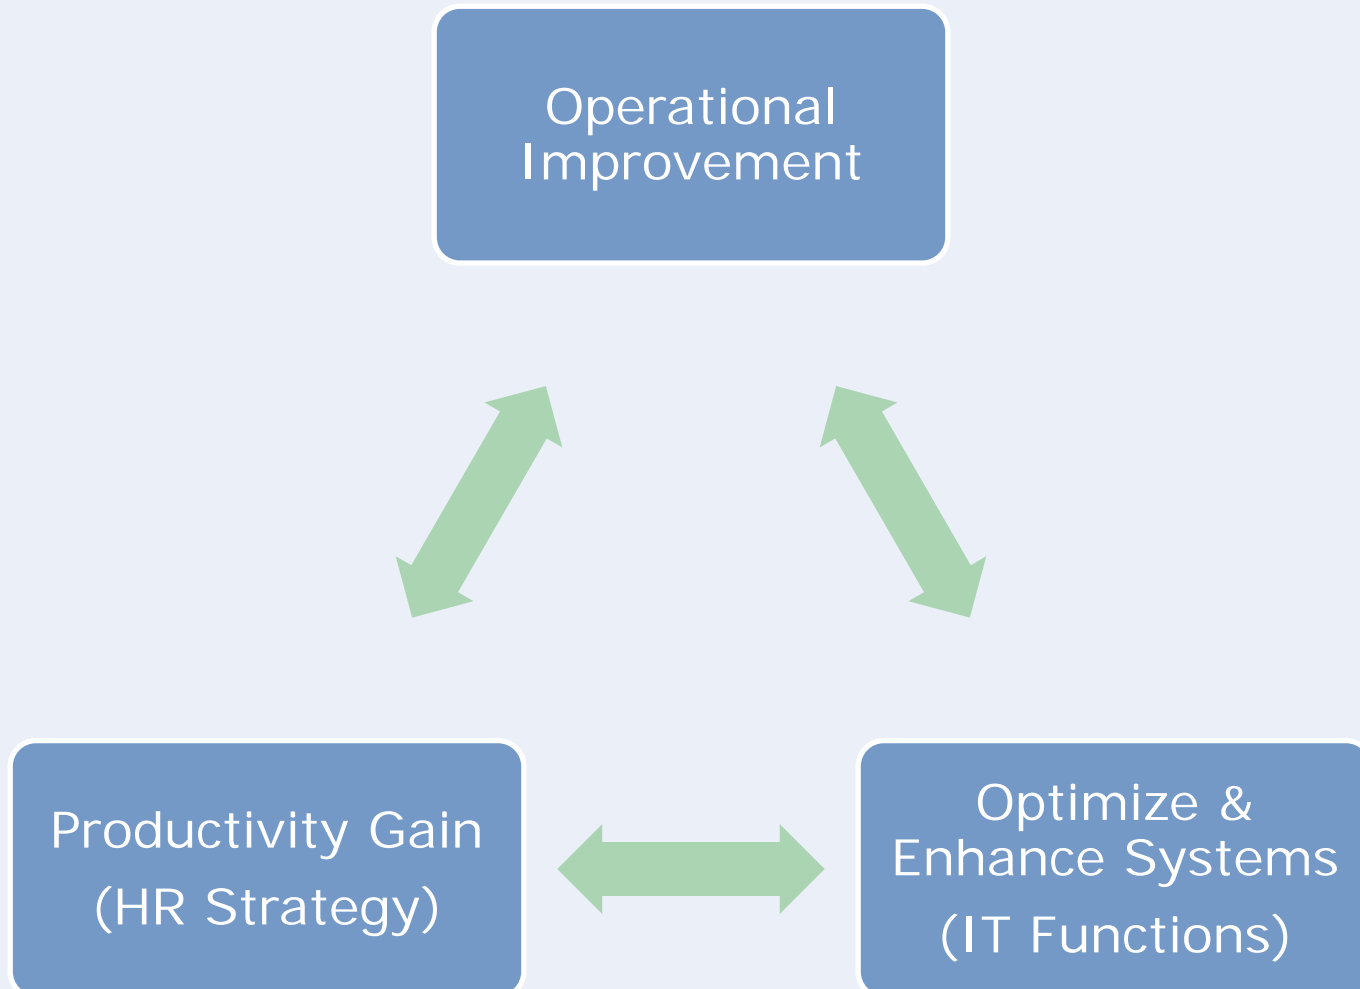 Operational
Improvement
Productivity Gain
(HR Strategy)
Optimize &
Enhance Systems
(IT Functions)